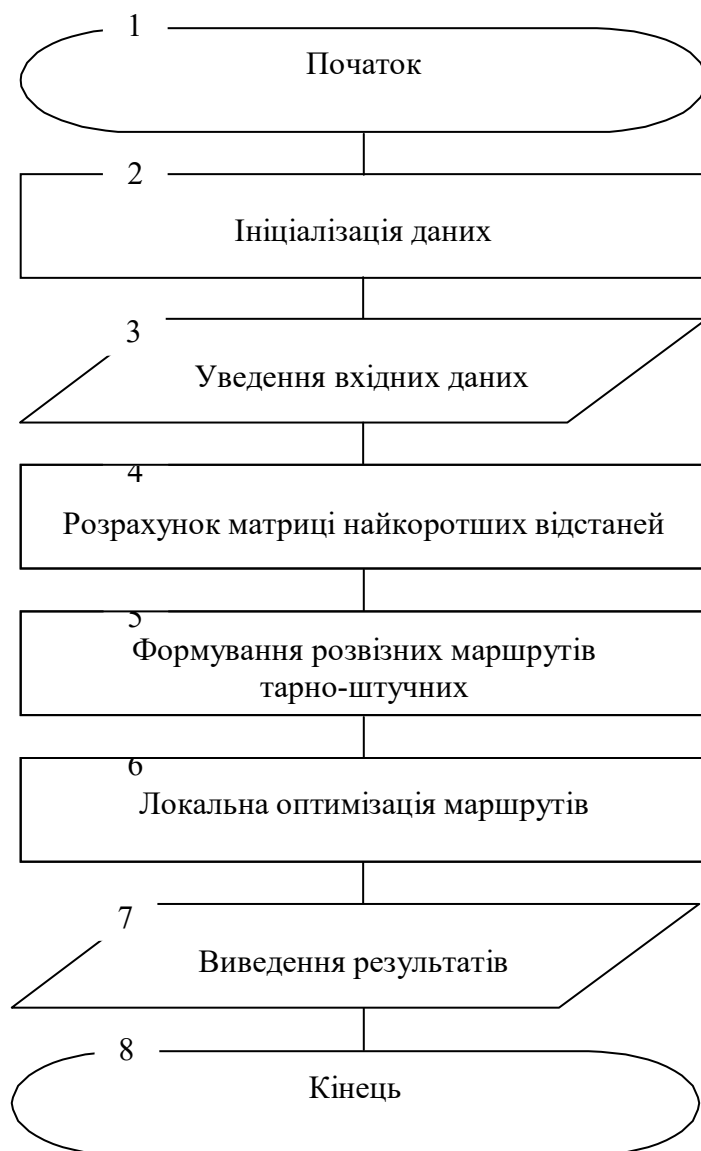 1
Початок
2
Ініціалізація даних
3
Уведення вхідних даних
4
Розрахунок матриці найкоротших відстаней
5
Формування розвізних маршрутів
тарно-штучних
6
Локальна оптимізація маршрутів
7
Виведення результатів
8
Кінець